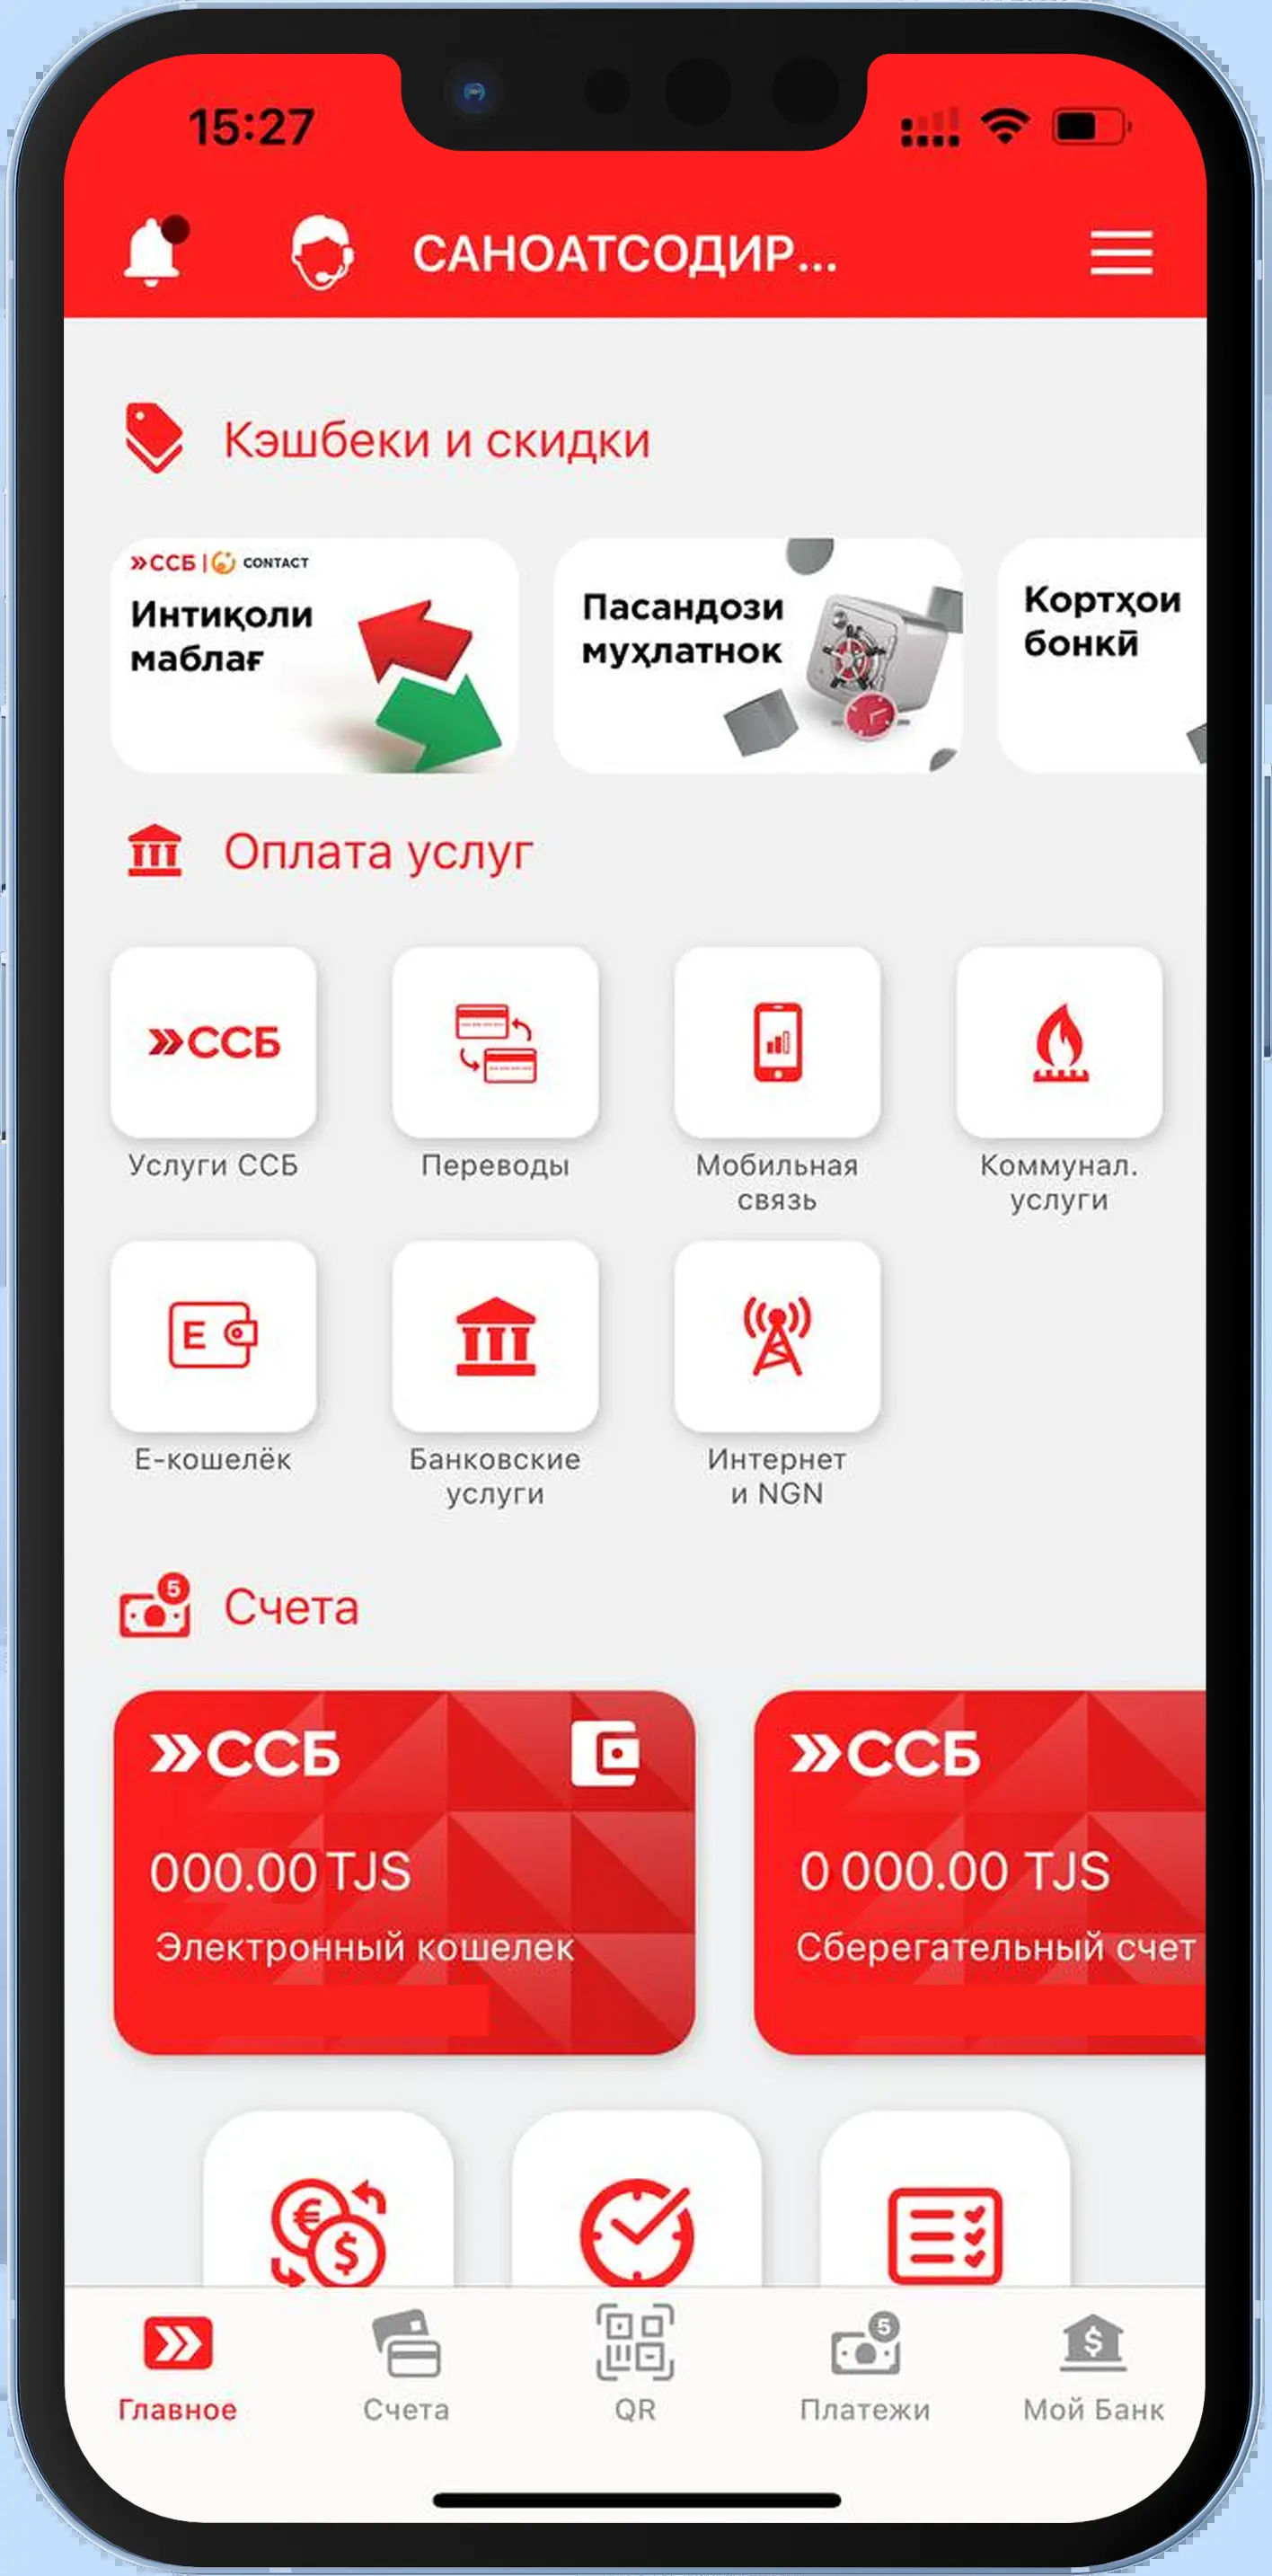 15:27
САНОАТСОДИР...
Кэшбеки и скидки
ССБ | CONTACT
Интиқоли
маблағ
Пасандози
муҳлатнок
Кортҳои
бонкӣ
Оплата услуг
ССБ
Услуги ССБ
Переводы
Мобильная
связь
Коммунал.
услуги
E
Е-кошелёк
Банковские
услуги
Интернет
и NGN
5
Счета
ССБ
000.00 TJS
Электронный кошелек
ССБ
0 000.00 TJS
Сберегательный счет
€
$
Главное
Счета
QR
5
Платежи
$
Мой Банк